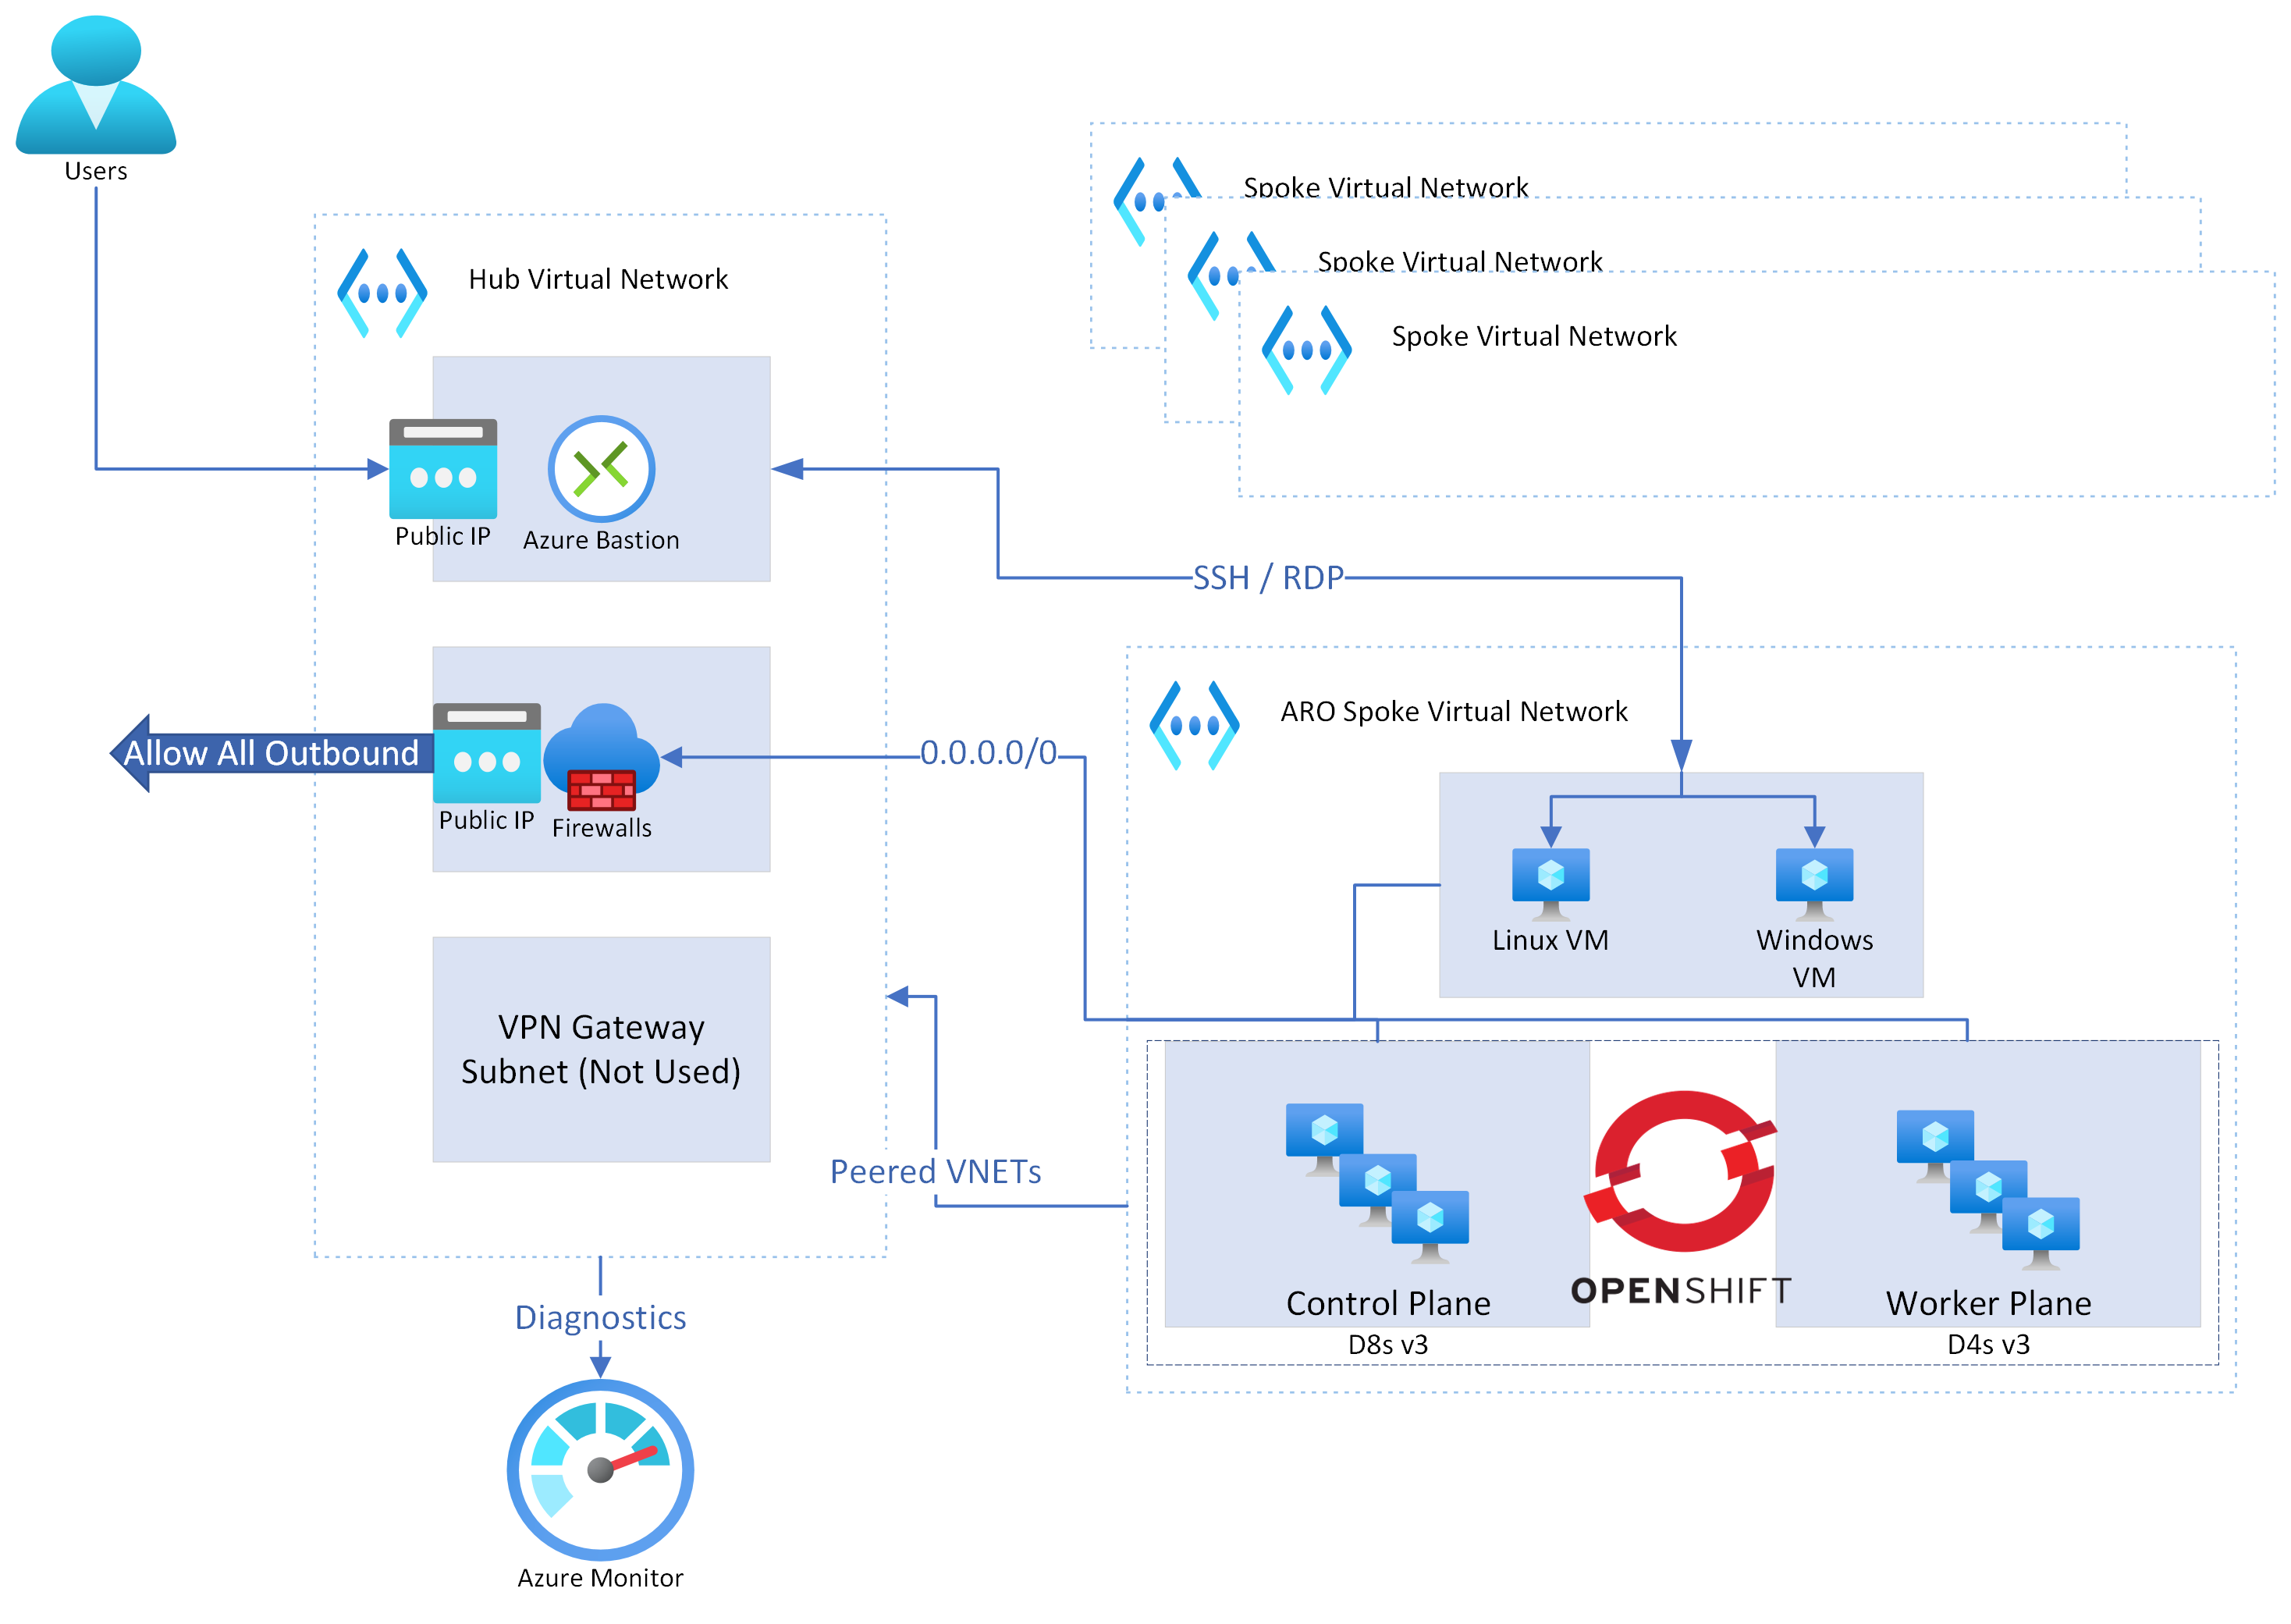 Users
Spoke Virtual Network
Spoke Virtual Network
Spoke Virtual Network
Hub Virtual Network
Public IP
Azure Bastion
SSH / RDP
ARO Spoke Virtual Network
Allow All Outbound
Public IP
Firewalls
0.0.0.0/0
Linux VM
Windows
VM
VPN Gateway
Subnet (Not Used)
Peered VNETs
Control Plane
D8s v3
OPENSHIFT
Worker Plane
D4s v3
Diagnostics
Azure Monitor